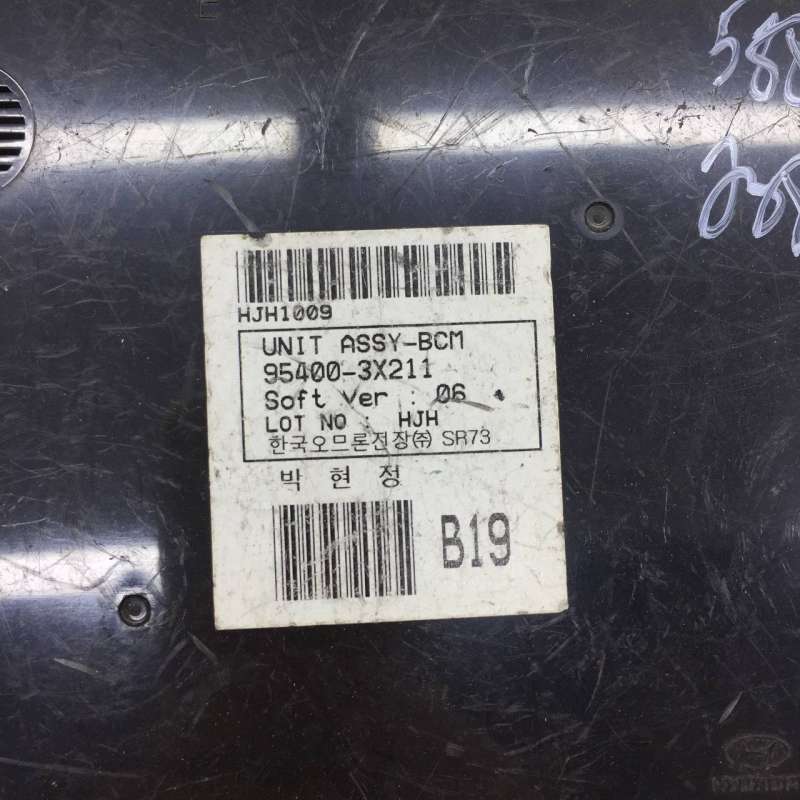 HJH1009
UNIT ASSY-BCM
95400-3X211
Soft Ver : 06
LOT NO : HJH
한국오므론전장㈜ SR73
박 현 정
B19